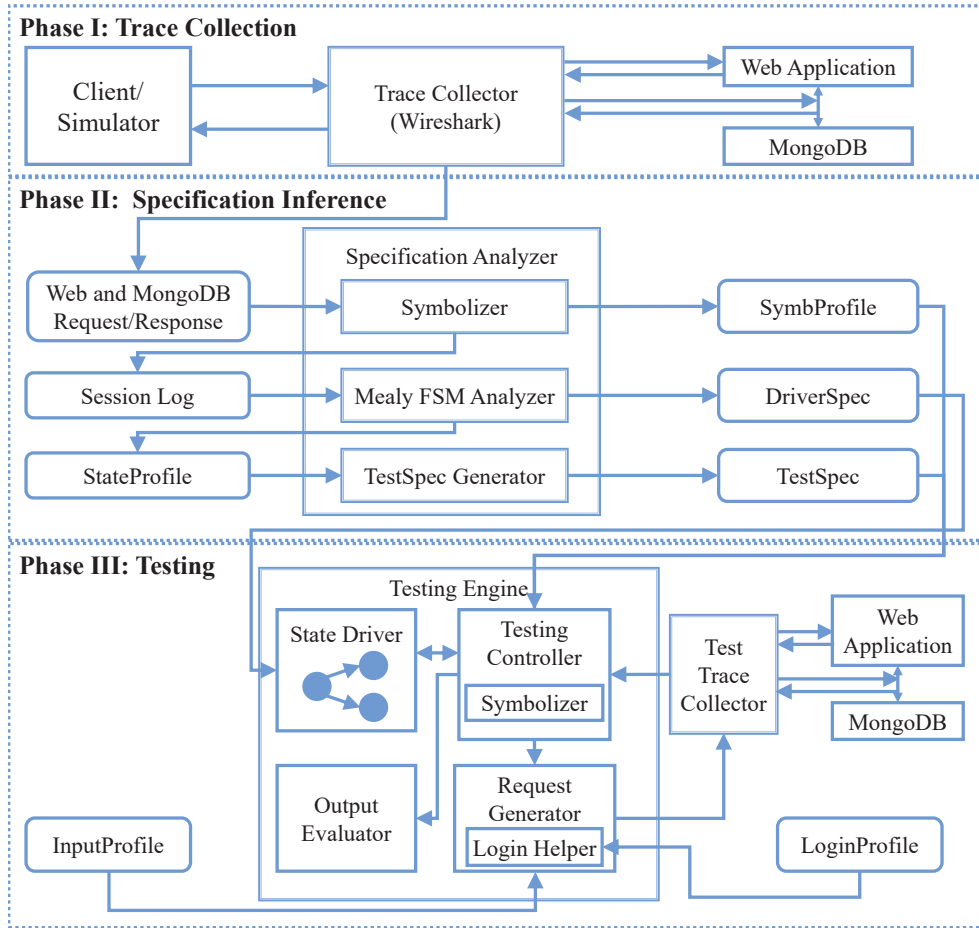 Phase I: Trace Collection
Client/
Simulator
Trace Collector
(Wireshark)
Web Application
MongoDB
Phase II:  Specification Inference
Specification Analyzer
Web and MongoDB
Request/Response
Symbolizer
SymbProfile
Session Log
Mealy FSM Analyzer
DriverSpec
StateProfile
TestSpec Generator
TestSpec
Phase III: Testing
Testing Engine
State Driver
Testing
Controller
Symbolizer
Test
Trace
Collector
Web
Application
MongoDB
Output
Evaluator
Request
Generator
Login Helper
InputProfile
LoginProfile